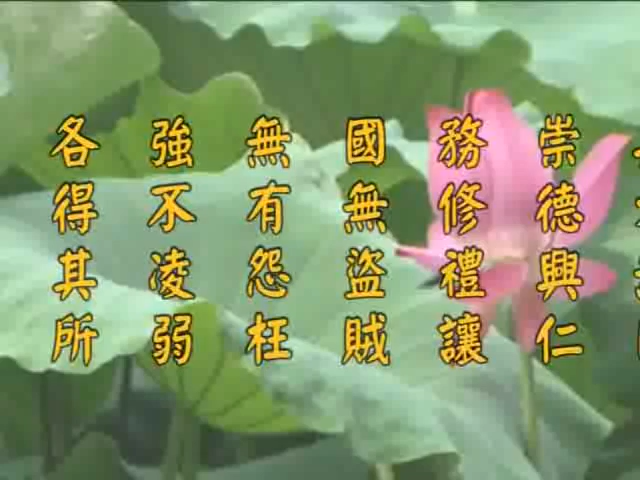 崇德興仁
務修禮讓
國無盜賊
無有怨枉
強不凌弱
各得其所